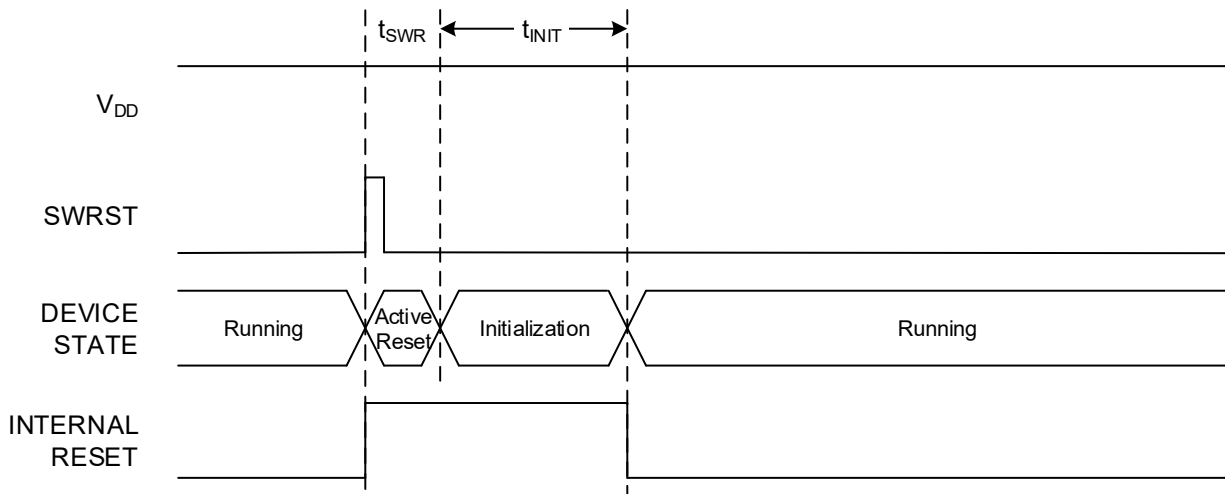 tSWR
tINIT
VDD
SWRST
DEVICE
STATE
Running
Active
Reset
Initialization
Running
INTERNAL
RESET